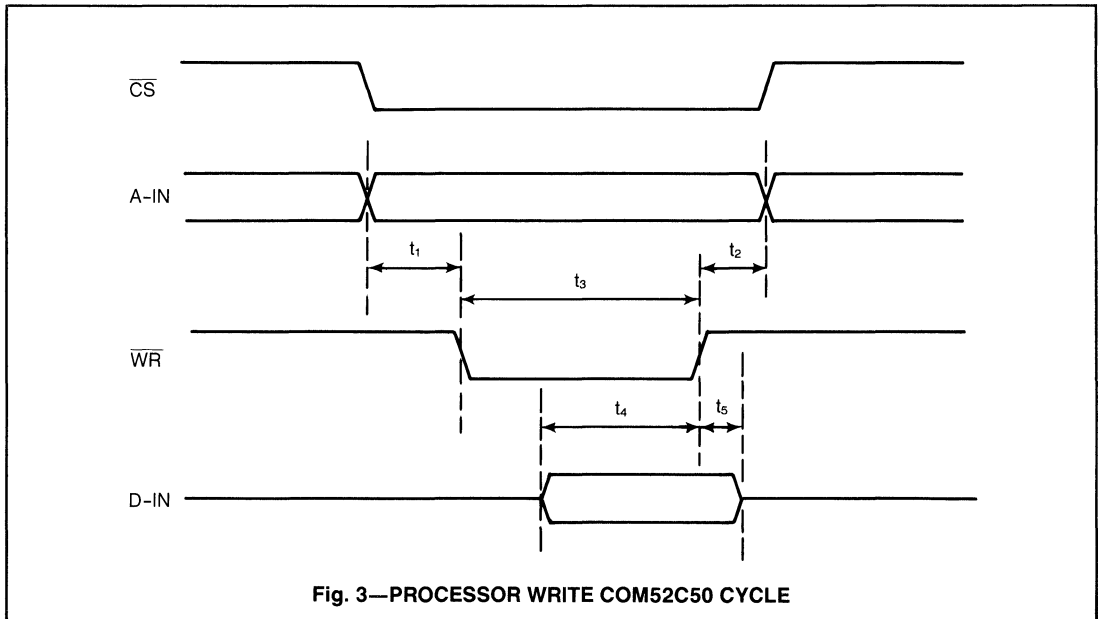 CS
A-IN
t₁
t₂
t₃
WR
t₄
t₅
D-IN
Fig. 3—PROCESSOR WRITE COM52C50 CYCLE